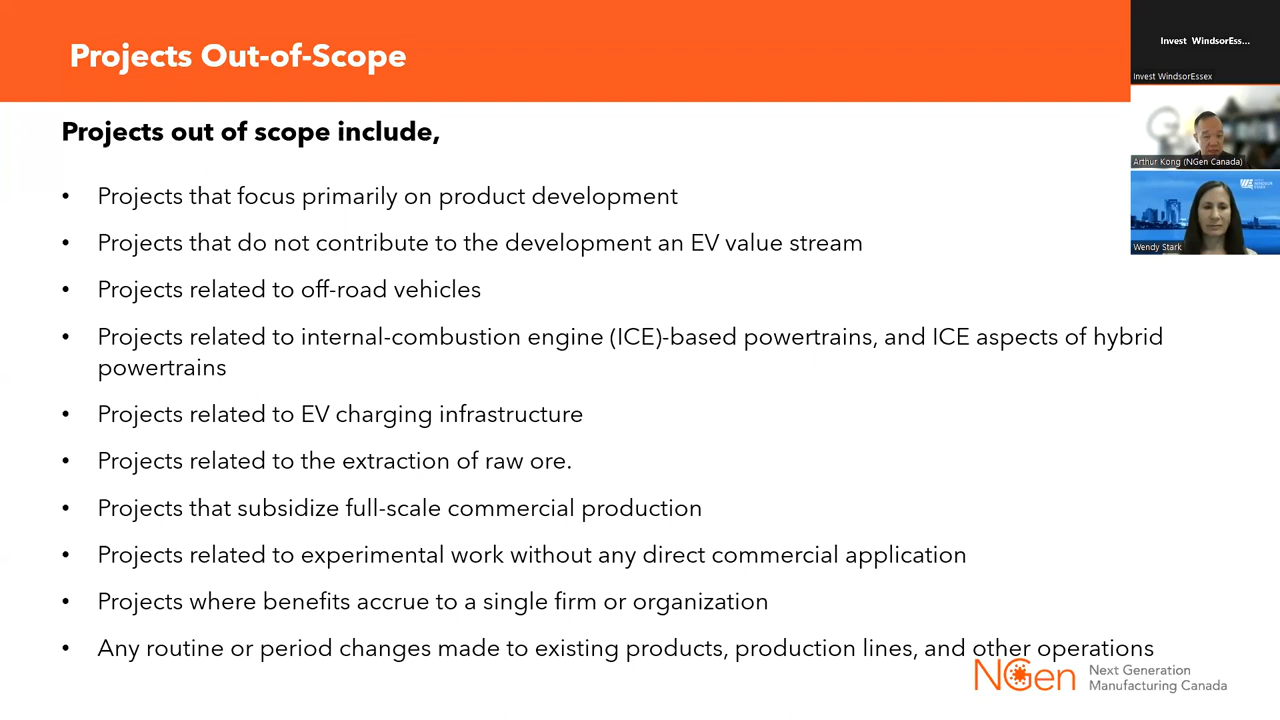 Projects Out-of-Scope
Invest WindsorEss...
Invest WindsorEssex
Projects out of scope include,
Arthur Kong (NGen Canada)
Wendy Stark
• Projects that focus primarily on product development
• Projects that do not contribute to the development an EV value stream
• Projects related to off-road vehicles
• Projects related to internal-combustion engine (ICE)-based powertrains, and ICE aspects of hybrid
powertrains
• Projects related to EV charging infrastructure
• Projects related to the extraction of raw ore.
• Projects that subsidize full-scale commercial production
• Projects related to experimental work without any direct commercial application
• Projects where benefits accrue to a single firm or organization
• Any routine or period changes made to existing products, production lines, and other operations
NGen
Next Generation
Manufacturing Canada